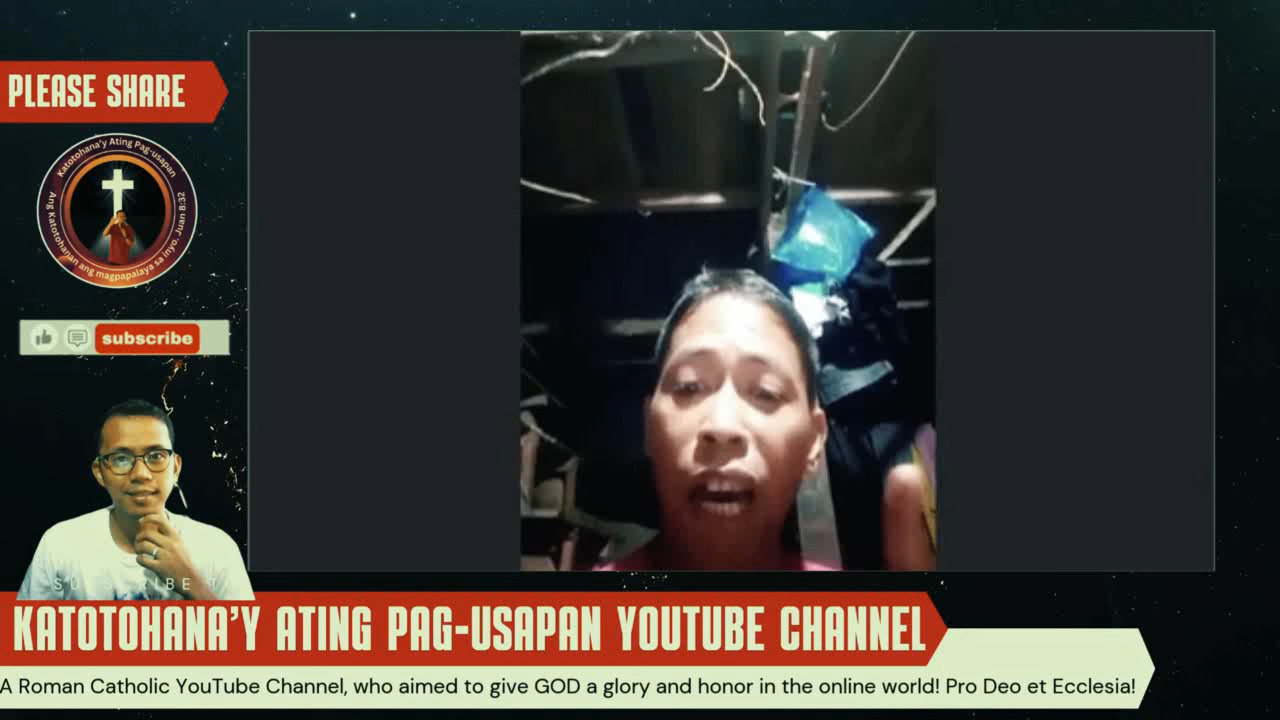 PLEASE SHARE
Katotohana'y Ating Pag-usapan
Ang Katotohanan ang magpapalaya sa inyo. Juan 8:32
subscribe
SUBSCRIBE T
KATOTOHANA'Y ATING PAG-USAPAN YOUTUBE CHANNEL
A Roman Catholic YouTube Channel, who aimed to give GOD a glory and honor in the online world! Pro Deo et Ecclesia!